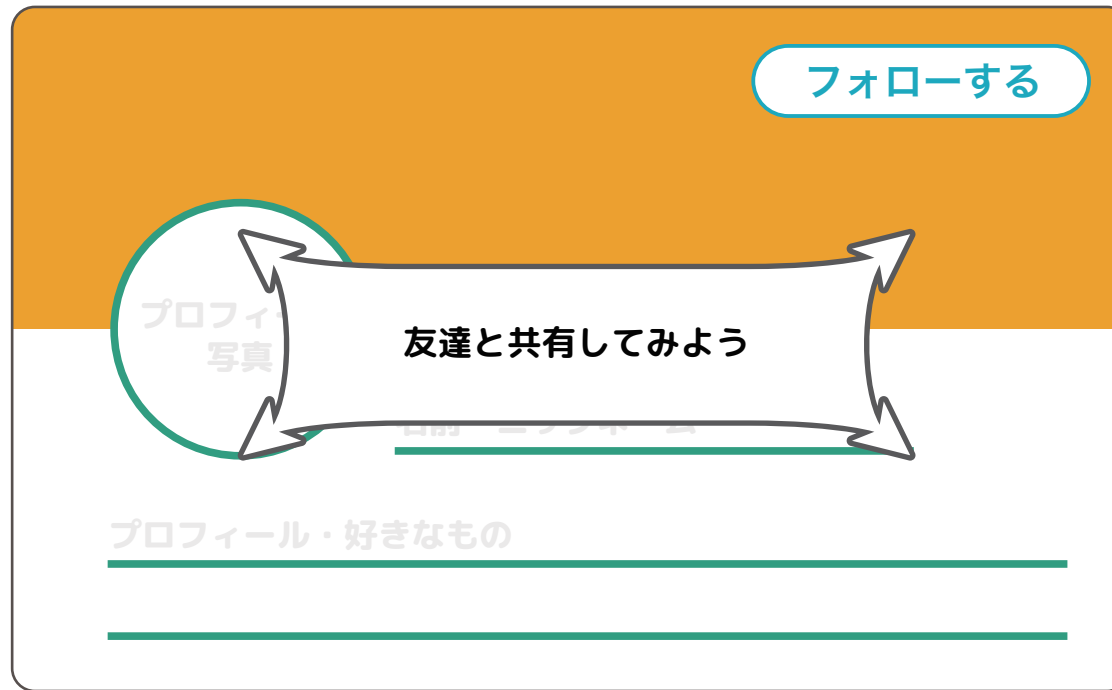 フォローする
プロフィ
写真
友達と共有してみよう
プロフィール・好きなもの